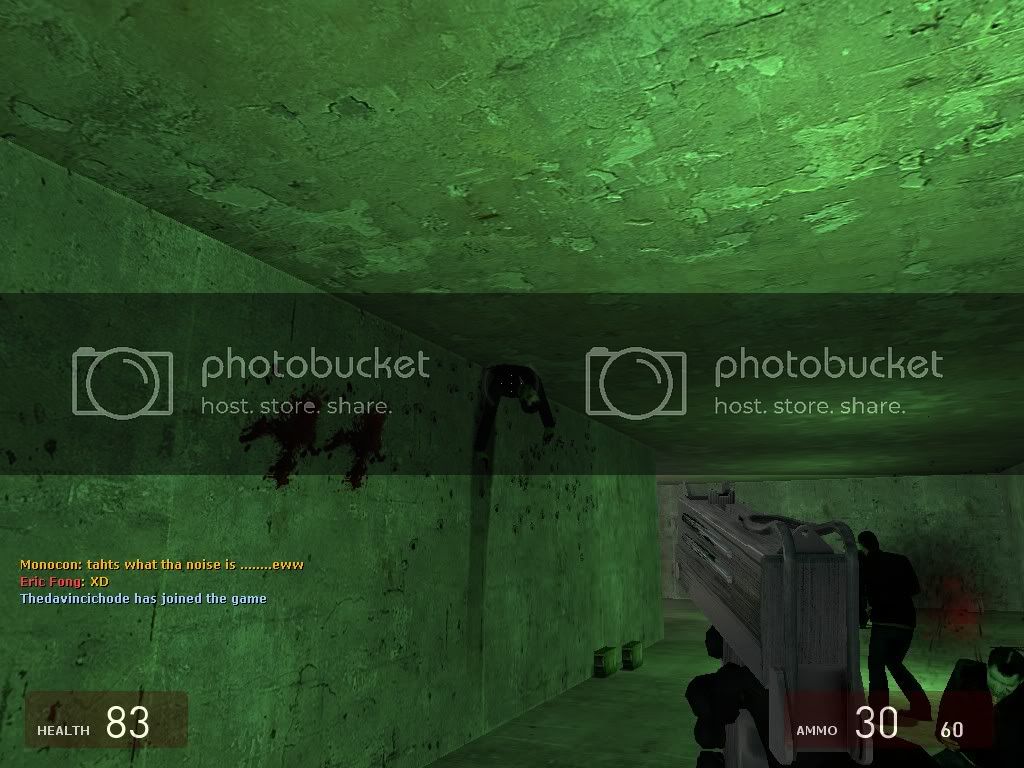 photobucket photobucket
host. store. share. host. store. share.
Monocon: tahts what tha noise is ........eww
Eric Fong: XD
Thedavincichode has joined the game
HEALTH 83
AMMO 30 60